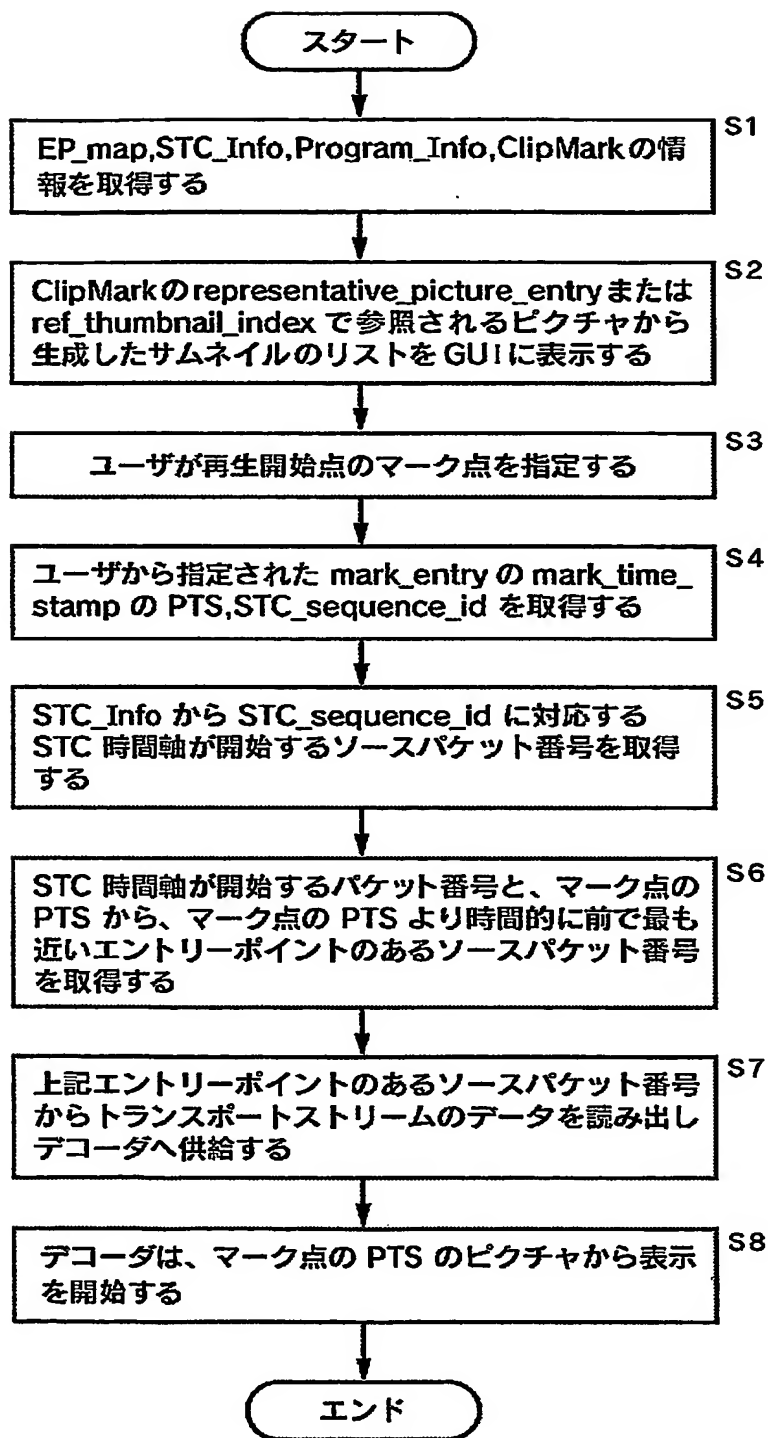 スタート
S1
EP_map,STC_Info,Program_Info,ClipMarkの情
報を取得する
S2
ClipMarkのrepresentative_picture_entryまたは
ref_thumbnail_index で参照されるピクチャから
生成したサムネイルのリストを GUIに表示する
S3
ユーザが再生開始点のマーク点を指定する
S4
ユーザから指定された mark_entry の mark_time_
stamp の PTS,STC_sequence_id を取得する
S5
STC_Info から STC_sequence_id に対応する
STC 時間軸が開始するソースパケット番号を取得
する
S6
STC 時間軸が開始するパケット番号と、マーク点の
PTS から、マーク点の PTS より時間的に前で最も
近いエントリーポイントのあるソースパケット番号
を取得する
S7
上記エントリーポイントのあるソースパケット番号
からトランスポートストリームのデータを読み出し
デコーダへ供給する
S8
デコーダは、マーク点の PTS のピクチャから表示
を開始する
エンド